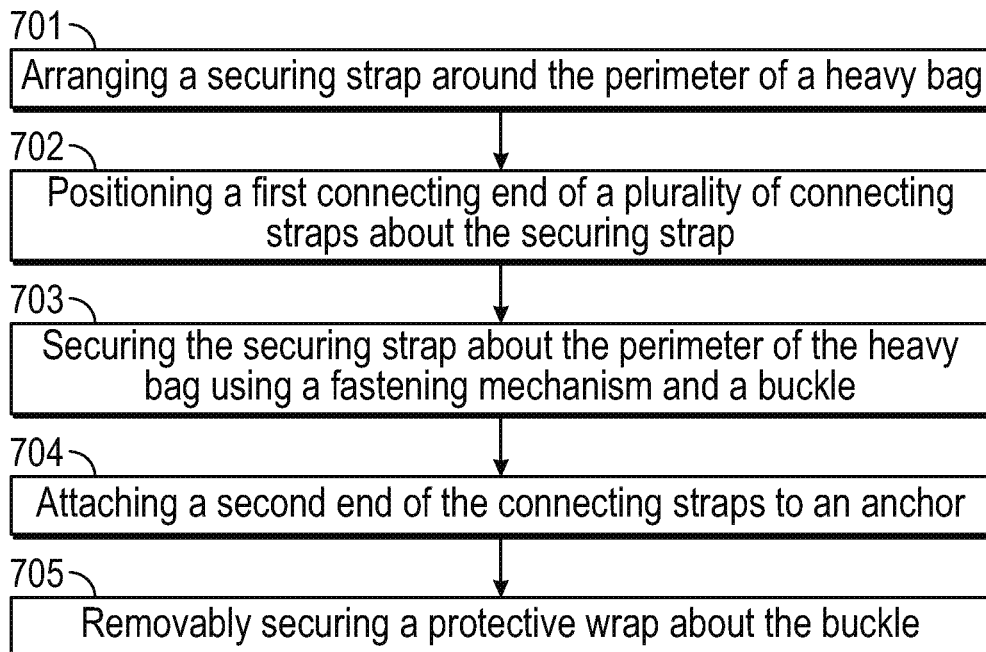 701
Arranging a securing strap around the perimeter of a heavy bag
702
Positioning a first connecting end of a plurality of connecting
straps about the securing strap
703
Securing the securing strap about the perimeter of the heavy
bag using a fastening mechanism and a buckle
704
Attaching a second end of the connecting straps to an anchor
705
Removably securing a protective wrap about the buckle